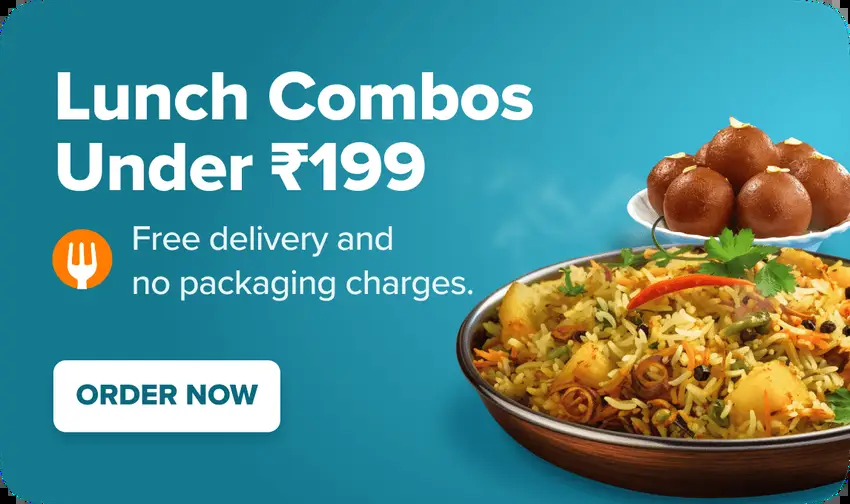 Lunch Combos
Under ₹199
Free delivery and
no packaging charges.
ORDER NOW